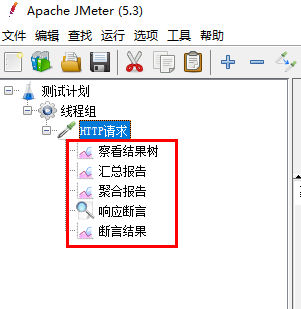 Apache JMeter (5.3)
文件 编辑 查找 运行 选项 工具 帮助
测试计划
线程组
HTTP请求
察看结果树
汇总报告
聚合报告
响应断言
断言结果